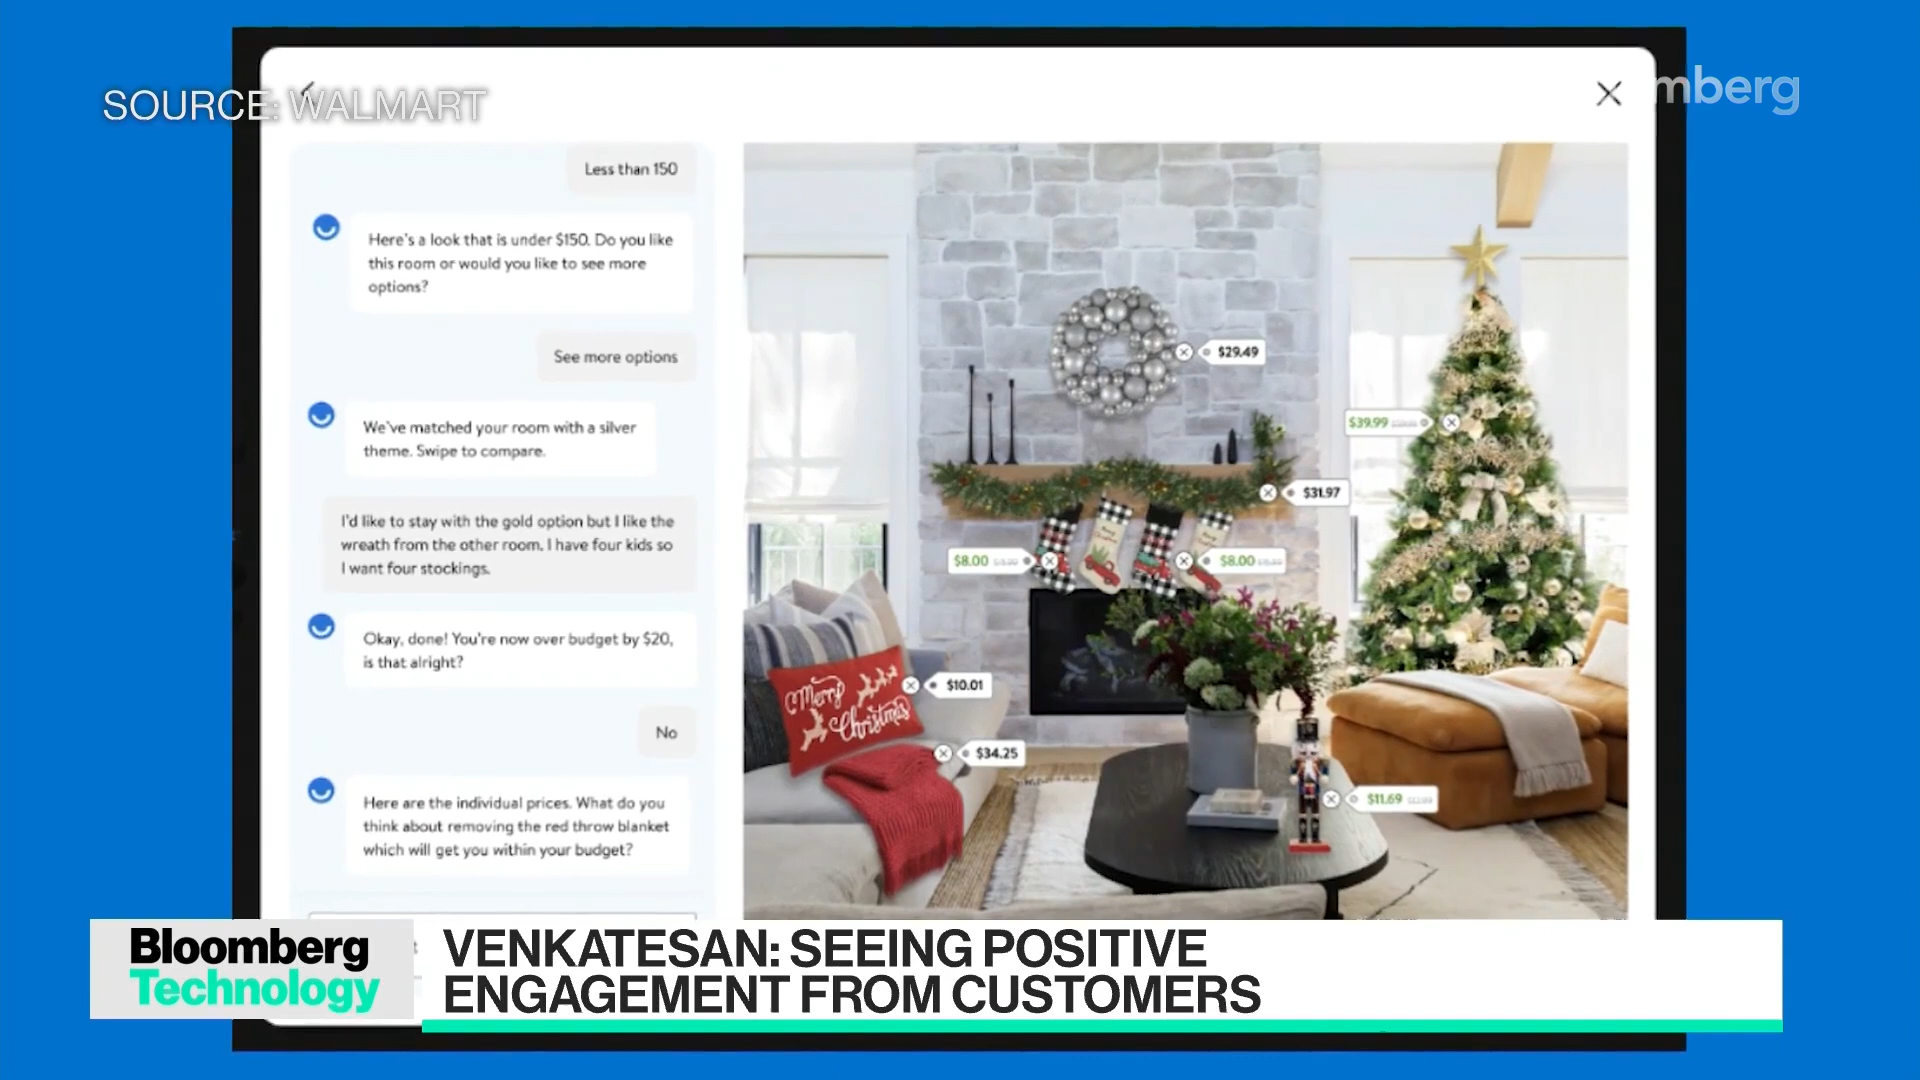 SOURCE: WALMART
mberg
Less than 150
Here's a look that is under $150. Do you like
this room or would you like to see more
options?
See more options
We've matched your room with a silver
theme. Swipe to compare.
I'd like to stay with the gold option but I like the
wreath from the other room. I have four kids so
I want four stockings.
Okay, done! You're now over budget by $20,
is that alright?
No
Here are the individual prices. What do you
think about removing the red throw blanket
which will get you within your budget?
$29.49
$39.99
$31.97
$8.00
$8.00
Merry
Christmas
$10.01
$34.25
$11.69
Bloomberg
Technology
VENKATESAN: SEEING POSITIVE
ENGAGEMENT FROM CUSTOMERS